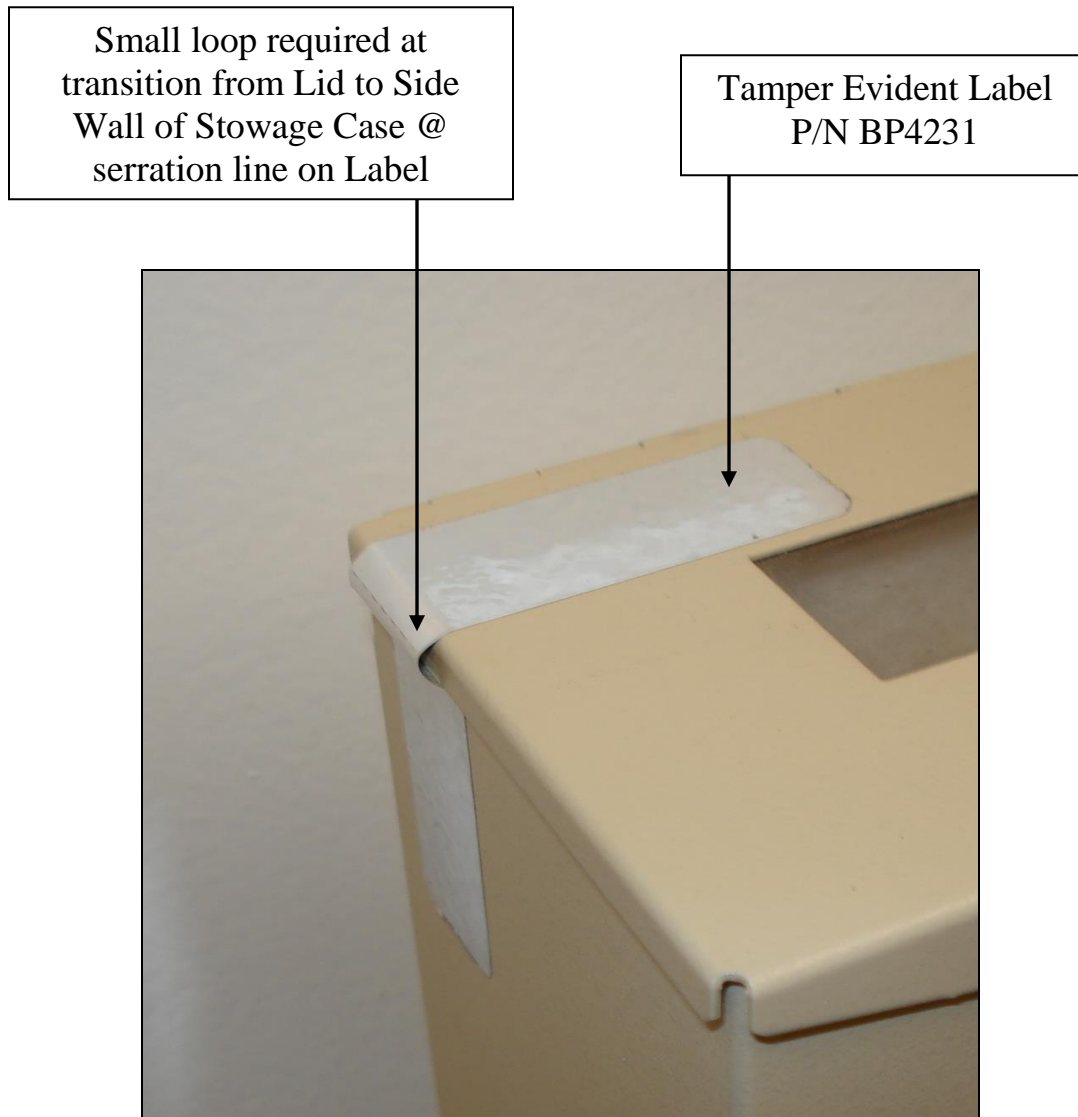 Small loop required at
transition from Lid to Side
Wall of Stowage Case @
serration line on Label
Tamper Evident Label
P/N BP4231